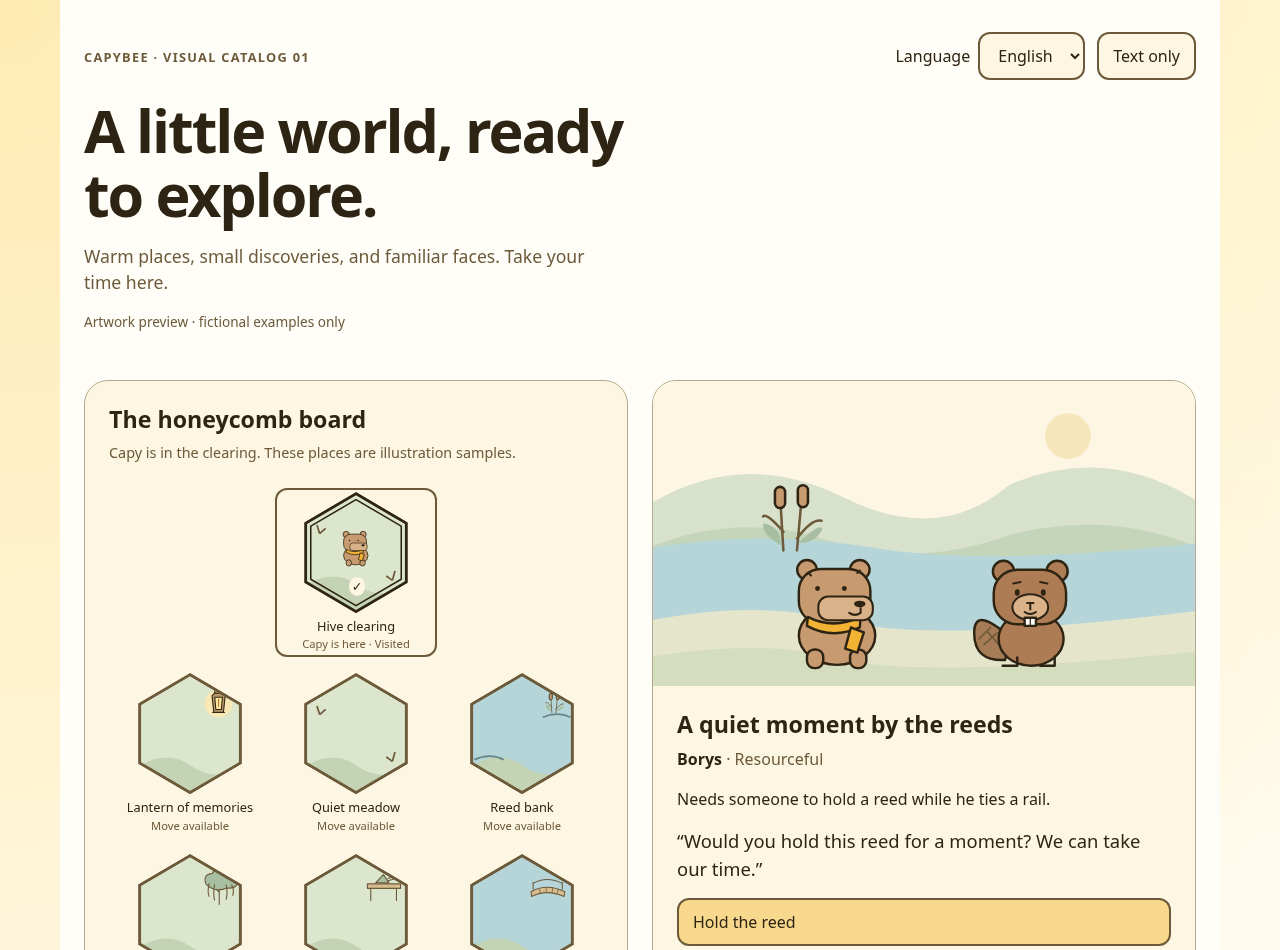 CAPYBEE · VISUAL CATALOG 01
Language
English
Text only
A little world, ready
to explore.
Warm places, small discoveries, and familiar faces. Take your
time here.
Artwork preview · fictional examples only
The honeycomb board
Capy is in the clearing. These places are illustration samples.
Hive clearing
Capy is here · Visited
Lantern of memories
Move available
Quiet meadow
Move available
Reed bank
Move available
A quiet moment by the reeds
Borys · Resourceful
Needs someone to hold a reed while he ties a rail.
“Would you hold this reed for a moment? We can take
our time.”
Hold the reed